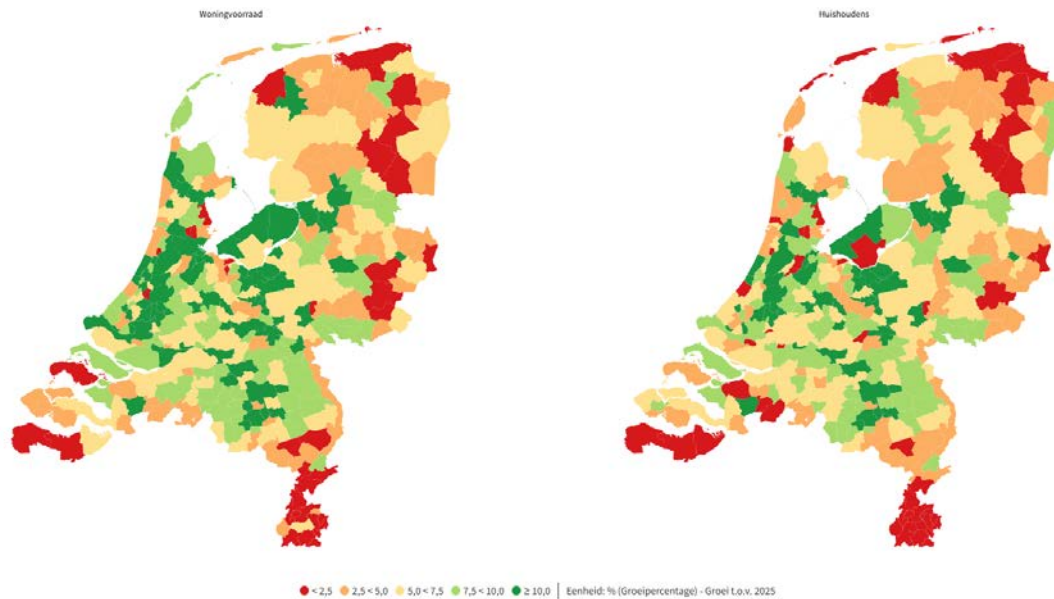 Woningvoorraad
Huishoudens
< 2,5 2,5 < 5,0 5,0 < 7,5 7,5 < 10,0 ≥ 10,0 Eenheid: % (Groeipercentage) - Groei t.o.v. 2025